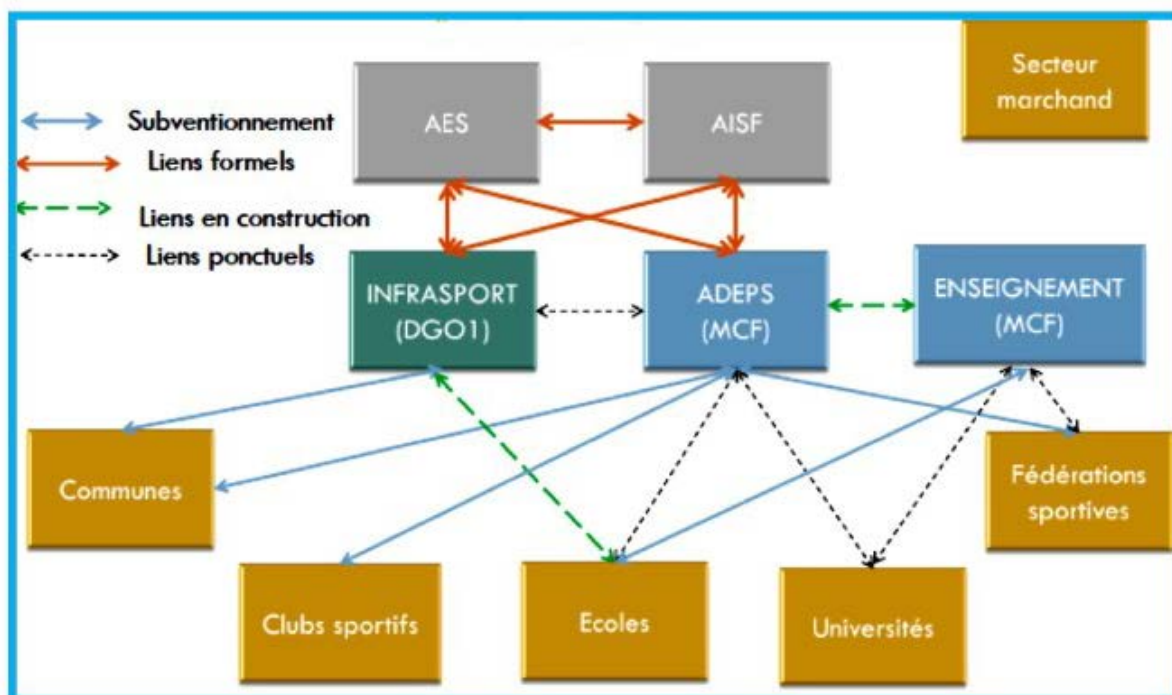 Secteur
marchand
AES
AISF
Subventionnement
Liens formels
Liens en construction
Liens ponctuels
INFRASPORT
(DGO1)
ADEPS
(MCF)
ENSEIGNEMENT
(MCF)
Communes
Fédérations
sportives
Clubs sportifs
Ecoles
Universités